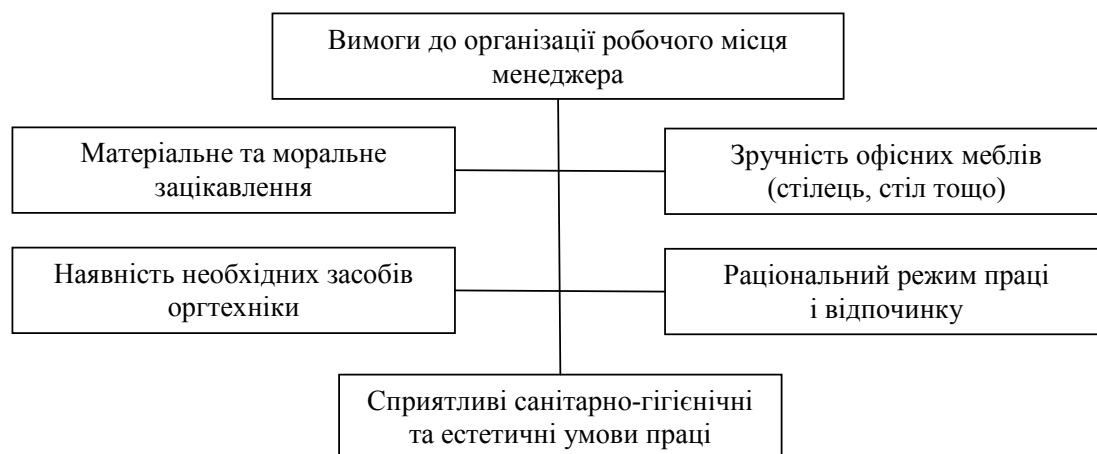 Вимоги до організації робочого місця
менеджера
Матеріальне та моральне
зацікавлення
Зручність офісних меблів
(стілець, стіл тощо)
Наявність необхідних засобів
оргтехніки
Раціональний режим праці
і відпочинку
Сприятливі санітарно-гігієнічні
та естетичні умови праці